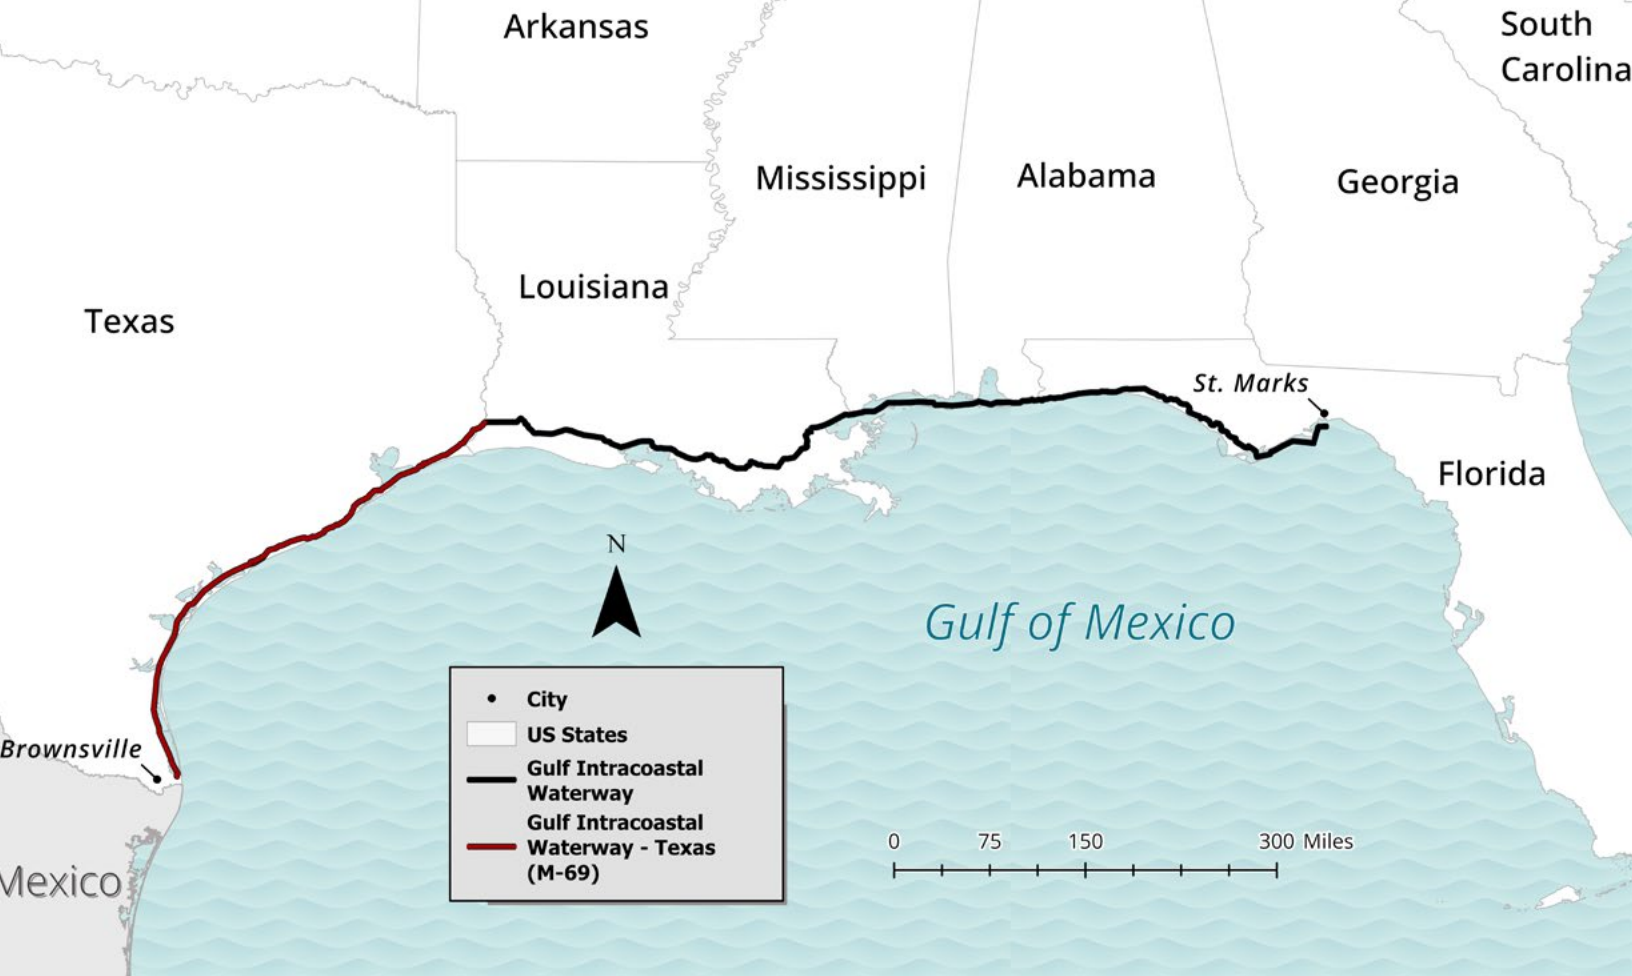 Arkansas
South
Carolina
Mississippi
Alabama
Georgia
Louisiana
Texas
St. Marks
Florida
N
Gulf of Mexico
Brownsville
Mexico
City
US States
Gulf Intracoastal
Waterway
Gulf Intracoastal
Waterway - Texas
(M-69)
0 75 150 300 Miles